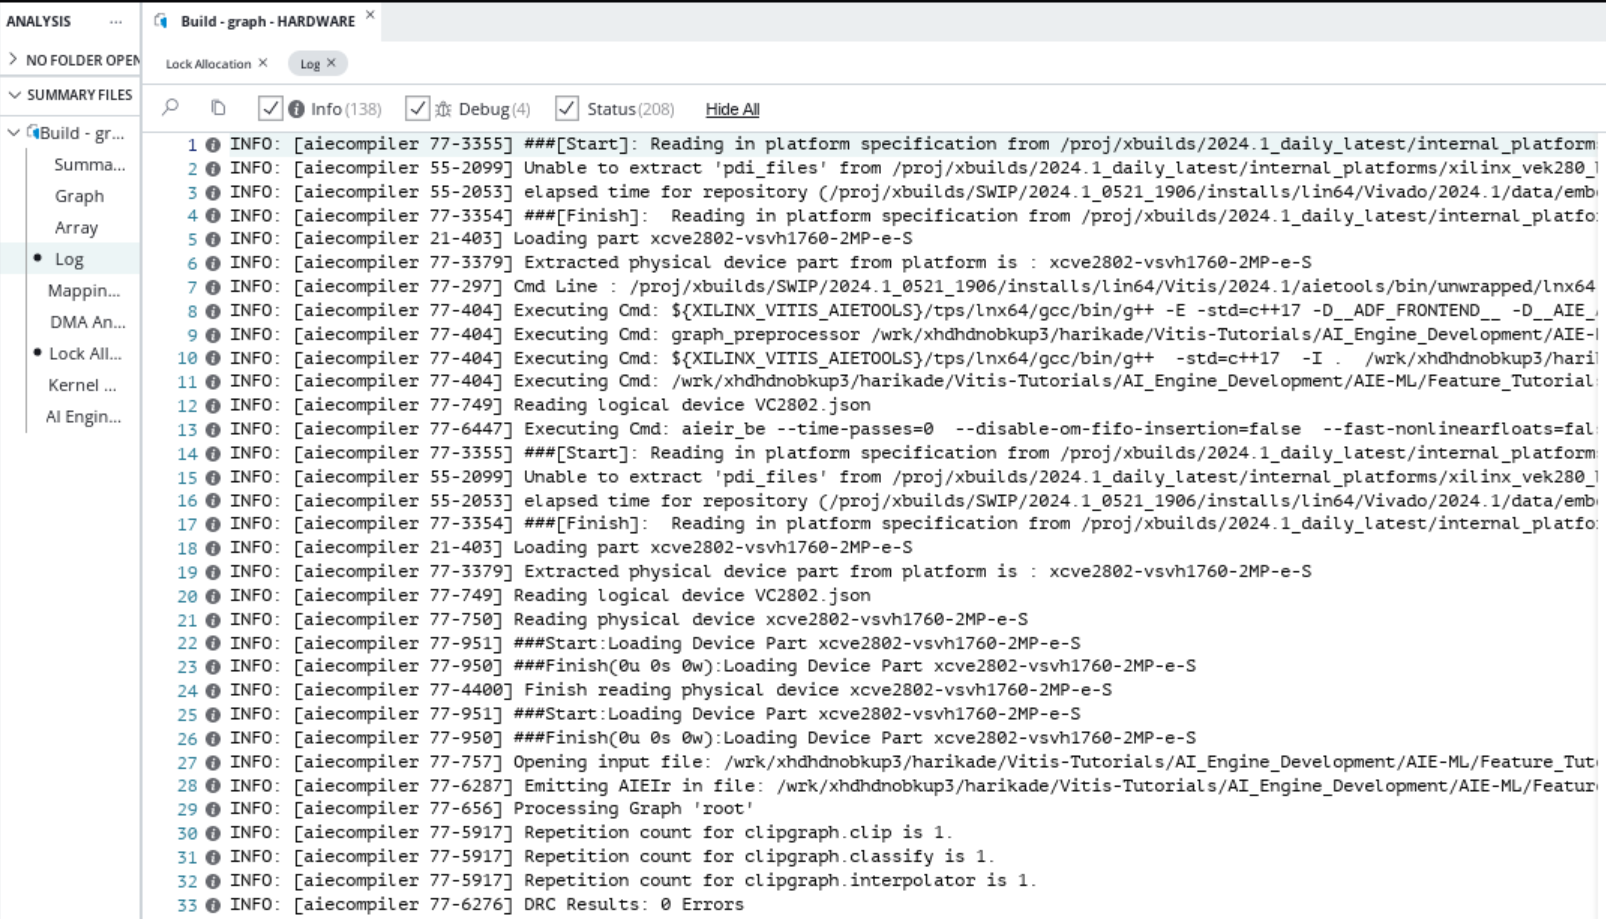 ANALYSIS ...
Build - graph - HARDWARE
NO FOLDER OPEN
Lock Allocation
Log
SUMMARY FILES
Info (138) Debug (4) Status (208) Hide All
Build - gr...
Summa...
Graph
Array
Log
Mappin...
DMA An...
Lock All...
Kernel ...
AI Engin...
1 INFO: [aiecompiler 77-3355] ###[Start]: Reading in platform specification from /proj/xbuilds/2024.1_daily_latest/internal_platforms
2 INFO: [aiecompiler 55-2099] Unable to extract 'pdi_files' from /proj/xbuilds/2024.1_daily_latest/internal_platforms/xilinx_vek280_
3 INFO: [aiecompiler 55-2053] elapsed time for repository (/proj/xbuilds/SWIP/2024.1_0521_1906/installs/lin64/Vivado/2024.1/data/emb
4 INFO: [aiecompiler 77-3354] ###[Finish]:  Reading in platform specification from /proj/xbuilds/2024.1_daily_latest/internal_platfo
5 INFO: [aiecompiler 21-403] Loading part xcve2802-vsvh1760-2MP-e-S
6 INFO: [aiecompiler 77-3379] Extracted physical device part from platform is : xcve2802-vsvh1760-2MP-e-S
7 INFO: [aiecompiler 77-297] Cmd Line : /proj/xbuilds/SWIP/2024.1_0521_1906/installs/lin64/Vitis/2024.1/aietools/bin/unwrapped/lnx64
8 INFO: [aiecompiler 77-404] Executing Cmd: ${XILINX_VITIS_AIETOOLS}/tps/lnx64/gcc/bin/g++ -E -std=c++17 -D__ADF_FRONTEND__ -D__AIE_
9 INFO: [aiecompiler 77-404] Executing Cmd: graph_preprocessor /wrk/xhdhdnobkup3/harikade/Vitis-Tutorials/AI_Engine_Development/AIE-
10 INFO: [aiecompiler 77-404] Executing Cmd: ${XILINX_VITIS_AIETOOLS}/tps/lnx64/gcc/bin/g++  -std=c++17  -I .  /wrk/xhdhdnobkup3/hari
11 INFO: [aiecompiler 77-404] Executing Cmd: /wrk/xhdhdnobkup3/harikade/Vitis-Tutorials/AI_Engine_Development/AIE-ML/Feature_Tutorial
12 INFO: [aiecompiler 77-749] Reading logical device VC2802.json
13 INFO: [aiecompiler 77-6447] Executing Cmd: aieir_be --time-passes=0  --disable-om-fifo-insertion=false  --fast-nonlinearfloats=fal
14 INFO: [aiecompiler 77-3355] ###[Start]: Reading in platform specification from /proj/xbuilds/2024.1_daily_latest/internal_platforms
15 INFO: [aiecompiler 55-2099] Unable to extract 'pdi_files' from /proj/xbuilds/2024.1_daily_latest/internal_platforms/xilinx_vek280_
16 INFO: [aiecompiler 55-2053] elapsed time for repository (/proj/xbuilds/SWIP/2024.1_0521_1906/installs/lin64/Vivado/2024.1/data/emb
17 INFO: [aiecompiler 77-3354] ###[Finish]:  Reading in platform specification from /proj/xbuilds/2024.1_daily_latest/internal_platfo
18 INFO: [aiecompiler 21-403] Loading part xcve2802-vsvh1760-2MP-e-S
19 INFO: [aiecompiler 77-3379] Extracted physical device part from platform is : xcve2802-vsvh1760-2MP-e-S
20 INFO: [aiecompiler 77-749] Reading logical device VC2802.json
21 INFO: [aiecompiler 77-750] Reading physical device xcve2802-vsvh1760-2MP-e-S
22 INFO: [aiecompiler 77-951] ###Start:Loading Device Part xcve2802-vsvh1760-2MP-e-S
23 INFO: [aiecompiler 77-950] ###Finish(0u 0s 0w):Loading Device Part xcve2802-vsvh1760-2MP-e-S
24 INFO: [aiecompiler 77-4400] Finish reading physical device xcve2802-vsvh1760-2MP-e-S
25 INFO: [aiecompiler 77-951] ###Start:Loading Device Part xcve2802-vsvh1760-2MP-e-S
26 INFO: [aiecompiler 77-950] ###Finish(0u 0s 0w):Loading Device Part xcve2802-vsvh1760-2MP-e-S
27 INFO: [aiecompiler 77-757] Opening input file: /wrk/xhdhdnobkup3/harikade/Vitis-Tutorials/AI_Engine_Development/AIE-ML/Feature_Tut
28 INFO: [aiecompiler 77-6287] Emitting AIEIr in file: /wrk/xhdhdnobkup3/harikade/Vitis-Tutorials/AI_Engine_Development/AIE-ML/Featur
29 INFO: [aiecompiler 77-656] Processing Graph 'root'
30 INFO: [aiecompiler 77-5917] Repetition count for clipgraph.clip is 1.
31 INFO: [aiecompiler 77-5917] Repetition count for clipgraph.classify is 1.
32 INFO: [aiecompiler 77-5917] Repetition count for clipgraph.interpolator is 1.
33 INFO: [aiecompiler 77-6276] DRC Results: 0 Errors